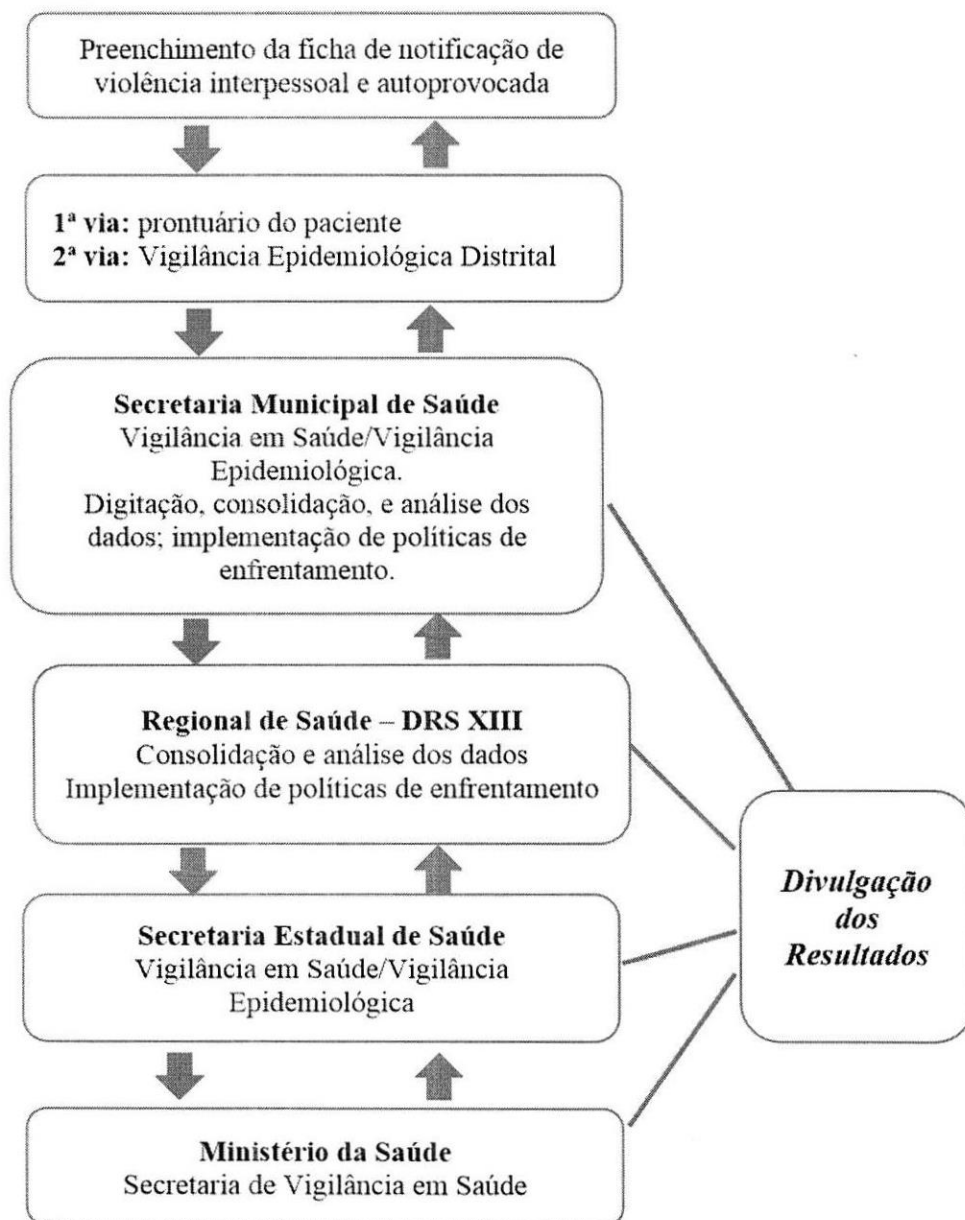 Preenchimento da ficha de notificação de
violência interpessoal e autoprovocada
1ª via: prontuário do paciente
2ª via: Vigilância Epidemiológica Distrital
Secretaria Municipal de Saúde
Vigilância em Saúde/Vigilância
Epidemiológica.
Digitação, consolidação, e análise dos
dados; implementação de políticas de
enfrentamento.
Regional de Saúde – DRS XIII
Consolidação e análise dos dados
Implementação de políticas de enfrentamento
Secretaria Estadual de Saúde
Vigilância em Saúde/Vigilância
Epidemiológica
Ministério da Saúde
Secretaria de Vigilância em Saúde
Divulgação
dos
Resultados